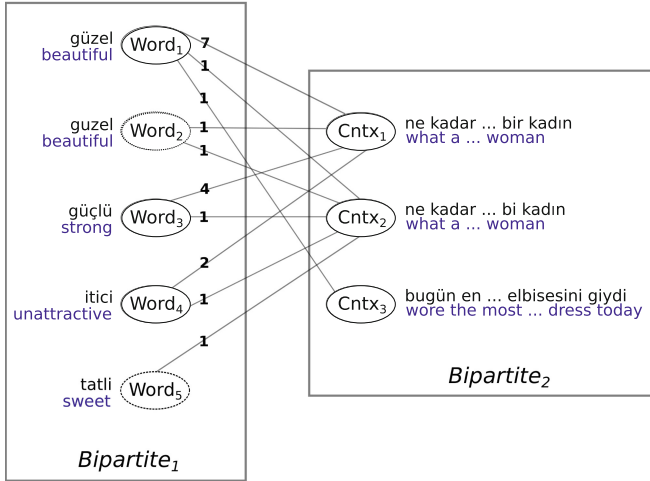 güzel
beautiful
Word1
7
1
1
guzel
beautiful
Word2
1
1
güçlü
strong
Word3
4
1
itici
unattractive
Word4
2
1
tatli
sweet
Word5
1
Bipartite1
Cntx1
ne kadar ... bir kadın
what a ... woman
Cntx2
ne kadar ... bi kadın
what a ... woman
Cntx3
bugün en ... elbisesini giydi
wore the most ... dress today
Bipartite2